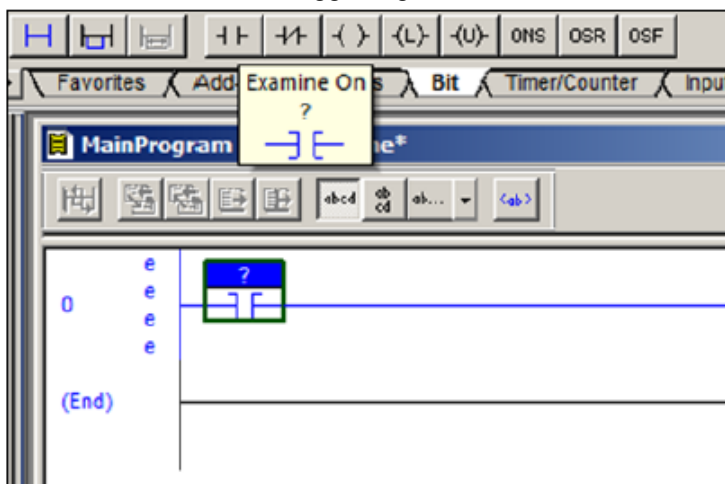 ONS OSR OSF
Favorites Add- s Bit Timer/Counter Inpu
Examine On
?
MainProgram ne*
abcd ab cd ab... <ab>
e
?
e
0
e
e
(End)